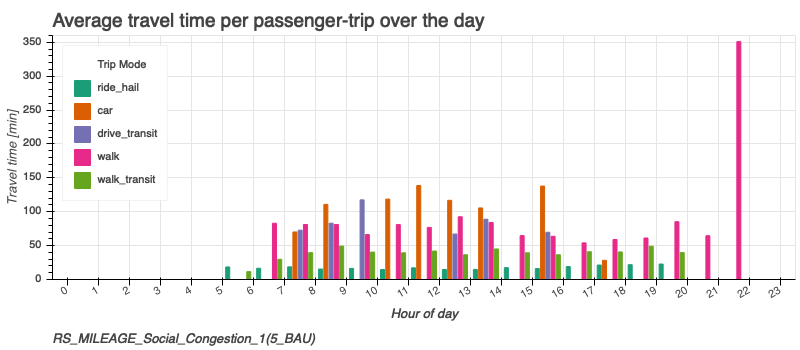 Average travel time per passenger-trip over the day
Travel time [min]
350
300
250
200
150
100
50
0
Trip Mode
ride_hail
car
drive_transit
walk
walk_transit
0 1 2 3 4 5 6 7 8 9 10 11 12 13 14 15 16 17 18 19 20 21 22 23
Hour of day
RS_MILEAGE_Social_Congestion_1(5_BAU)